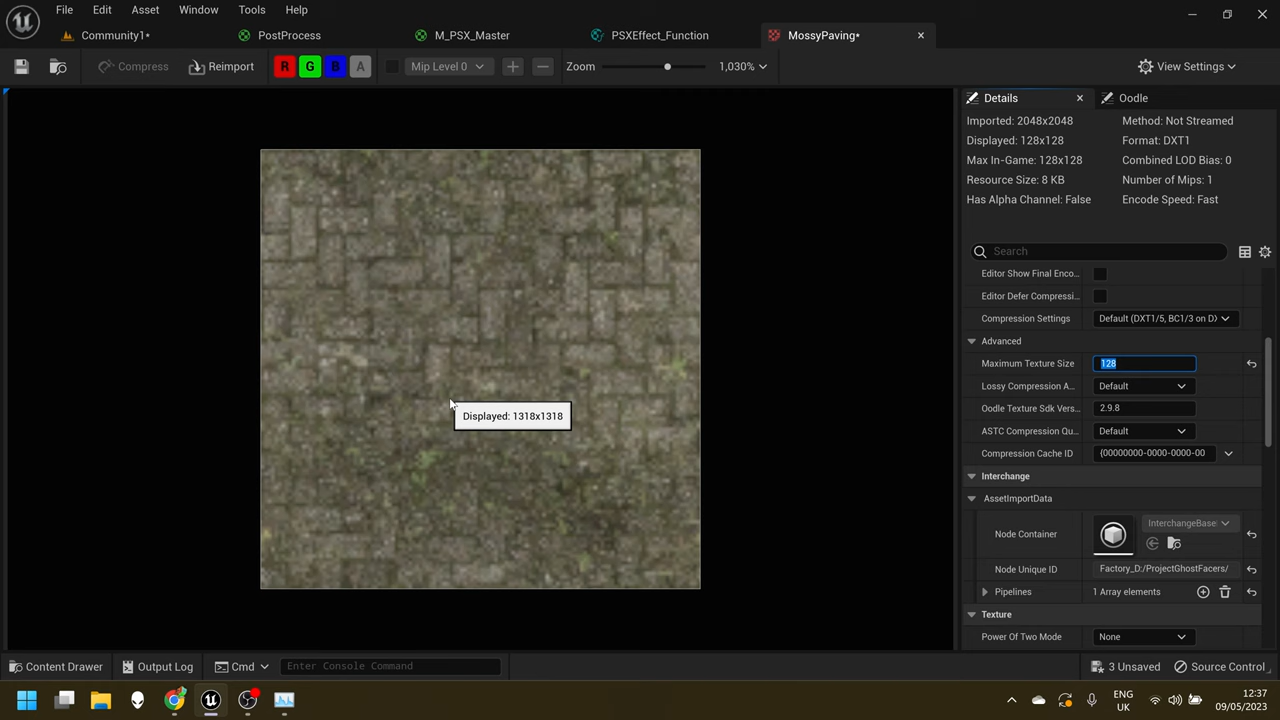 File Edit Asset Window Tools Help
Community1* PostProcess M_PSX_Master PSXEffect_Function MossyPaving*
Compress Reimport R G B A Mip Level 0 Zoom 1,030% View Settings
Details Oodle
Imported: 2048x2048 Method: Not Streamed
Displayed: 128x128 Format: DXT1
Max In-Game: 128x128 Combined LOD Bias: 0
Resource Size: 8 KB Number of Mips: 1
Has Alpha Channel: False Encode Speed: Fast
Search
Editor Show Final Enco...
Editor Defer Compressi...
Compression Settings Default (DXT1/5, BC1/3 on D
Advanced
Maximum Texture Size 128
Lossy Compression A... Default
Oodle Texture Sdk Vers... 2.9.8
ASTC Compression Qu... Default
Compression Cache ID {00000000-0000-0000-00
Interchange
AssetImportData
Node Container InterchangeBase
Node Unique ID Factory_D:/ProjectGhostFacers/
Pipelines 1 Array elements
Texture
Power Of Two Mode None
Displayed: 1318x1318
Content Drawer Output Log Cmd Enter Console Command 3 Unsaved Source Control
ENG 12:37
UK 09/05/2023